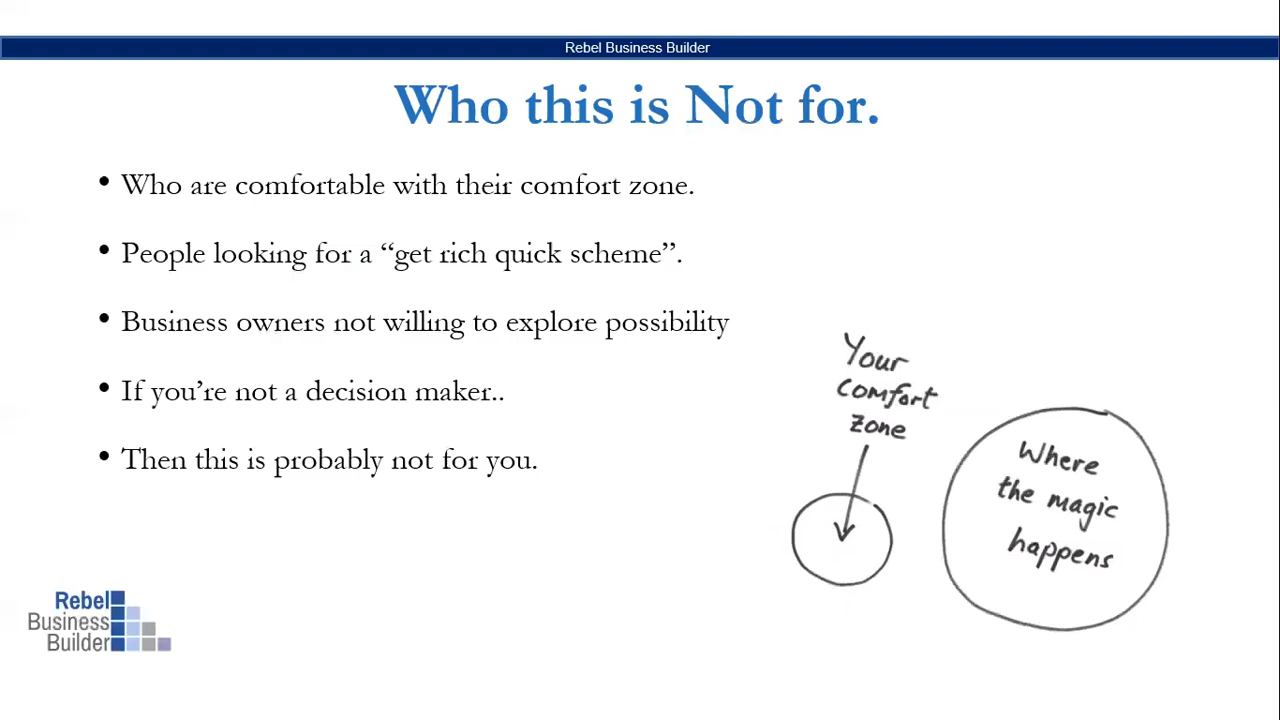 Rebel Business Builder
Who this is Not for.
• Who are comfortable with their comfort zone.
• People looking for a “get rich quick scheme”.
• Business owners not willing to explore possibility
• If you’re not a decision maker..
• Then this is probably not for you.
Your
comfort
zone
Where
the magic
happens
Rebel
Business
Builder